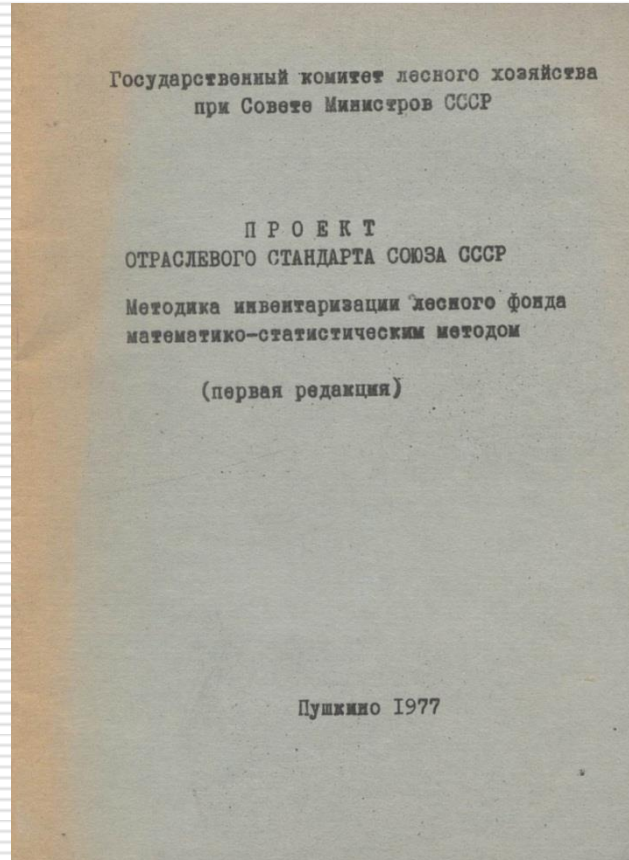 Государственный комитет лесного хозяйства
при Совете Министров СССР
П Р О Е К Т
ОТРАСЛЕВОГО СТАНДАРТА СОЮЗА СССР
Методика инвентаризации лесного фонда
математико-статистическим методом
(первая редакция)
Пушкино I977